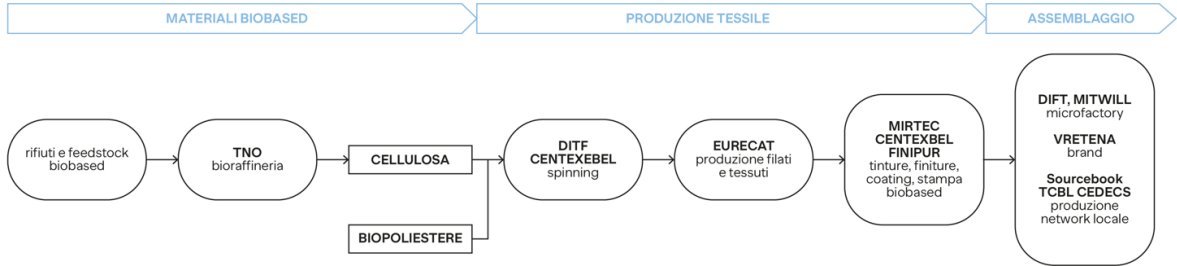 MATERIALI BIOBASED
PRODUZIONE TESSILE
ASSEMBLAGGIO
rifiuti e feedstock
biobased
TNO
bioraffineria
CELLULOSA
BIOPOLIESTERE
DITF
CENTEXEBEL
spinning
EURECAT
produzione filati
e tessuti
MIRTEC
CENTEXBEL
FINIPUR
tinture, finiture,
coating, stampa
biobased
DIFT, MITWILL
microfactory
VRETENA
brand
Sourcebook
TCBL CEDECS
produzione
network locale